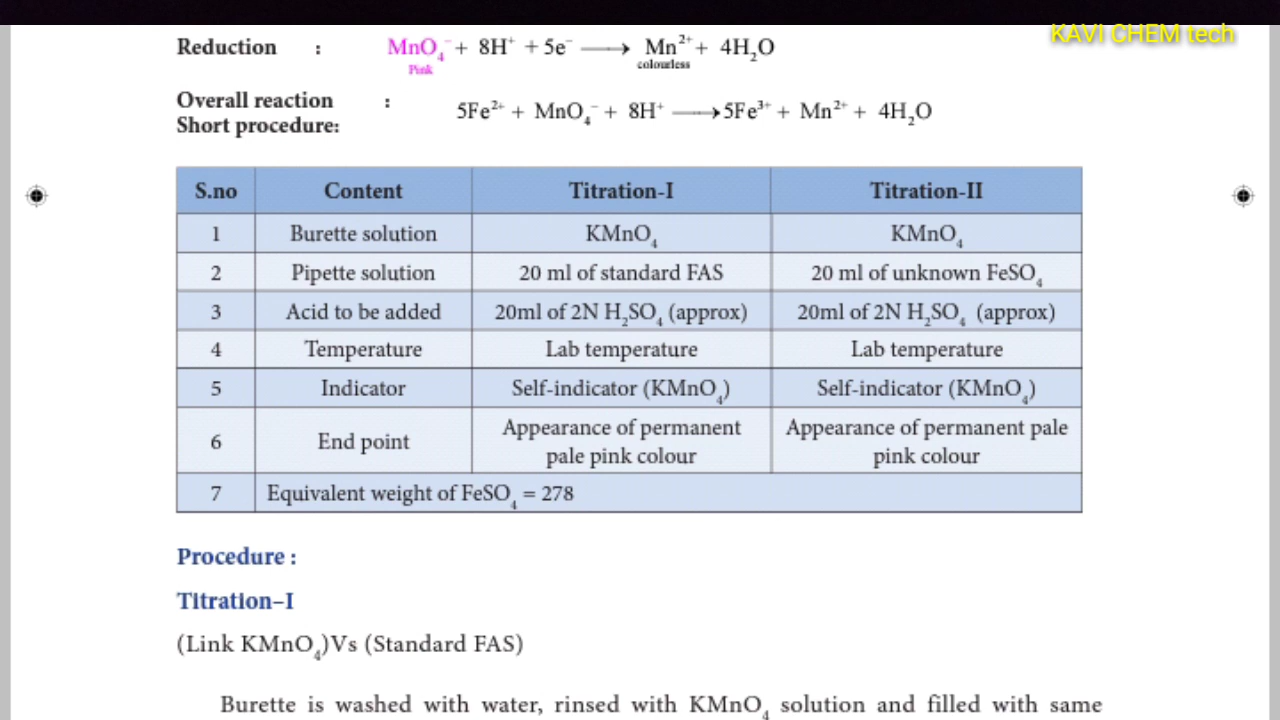 KAVI CHEM tech
Reduction : MnO₄⁻ + 8H⁺ + 5e⁻ ⟶ Mn²⁺ + 4H₂O
Pink colourless
Overall reaction : 5Fe²⁺ + MnO₄⁻ + 8H⁺ ⟶ 5Fe³⁺ + Mn²⁺ + 4H₂O
Short procedure:
S.no Content Titration-I Titration-II
1 Burette solution KMnO₄ KMnO₄
2 Pipette solution 20 ml of standard FAS 20 ml of unknown FeSO₄
3 Acid to be added 20ml of 2N H₂SO₄ (approx) 20ml of 2N H₂SO₄ (approx)
4 Temperature Lab temperature Lab temperature
5 Indicator Self-indicator (KMnO₄) Self-indicator (KMnO₄)
6 End point Appearance of permanent pale pink colour Appearance of permanent pale pink colour
7 Equivalent weight of FeSO₄ = 278
Procedure :
Titration–I
(Link KMnO₄)Vs (Standard FAS)
Burette is washed with water, rinsed with KMnO₄ solution and filled with same